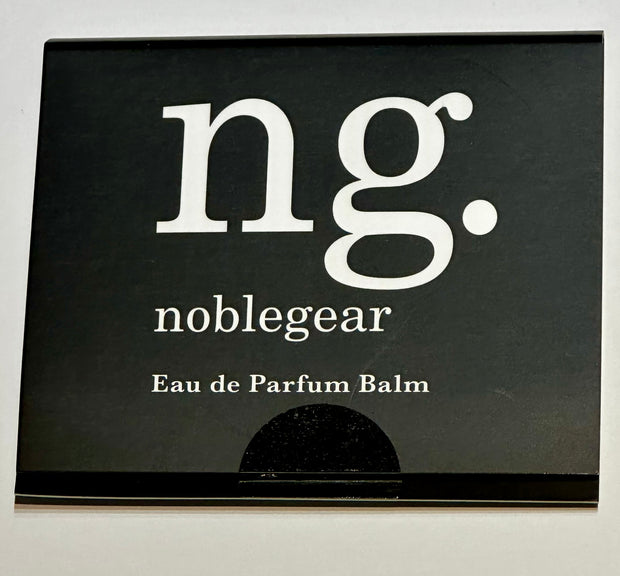 ng.
noblegear
Eau de Parfum Balm